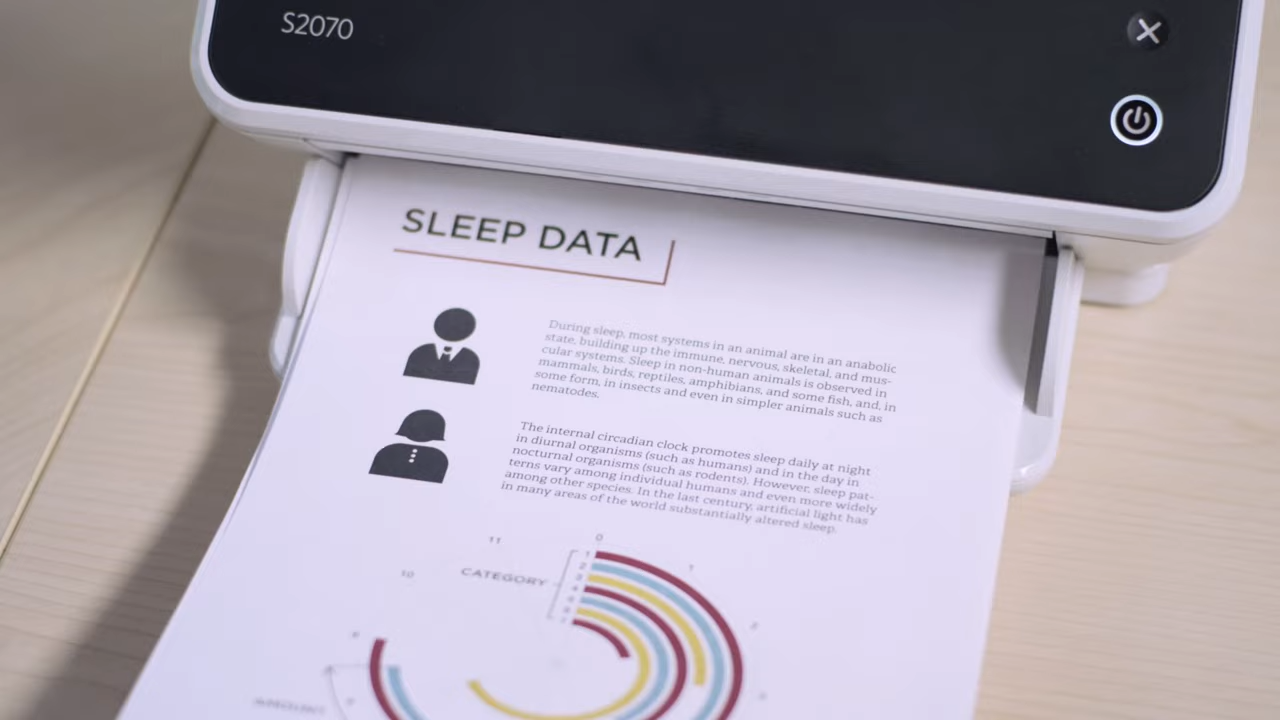 S2070
SLEEP DATA
During sleep, most systems in an animal are in an anabolic
state, building up the immune, nervous, skeletal, and mus-
cular systems. Sleep in non-human animals is observed in
mammals, birds, reptiles, amphibians, and some fish, and, in
some form, in insects and even in simpler animals such as
nematodes.
The internal circadian clock promotes sleep daily at night
in diurnal organisms (such as humans) and in the day in
nocturnal organisms (such as rodents). However, sleep pat-
terns vary among individual humans and even more widely
among other species. In the last century, artificial light has
in many areas of the world substantially altered sleep.
0
11
1
10
CATEGORY
1
2
3
4
AMOUNT